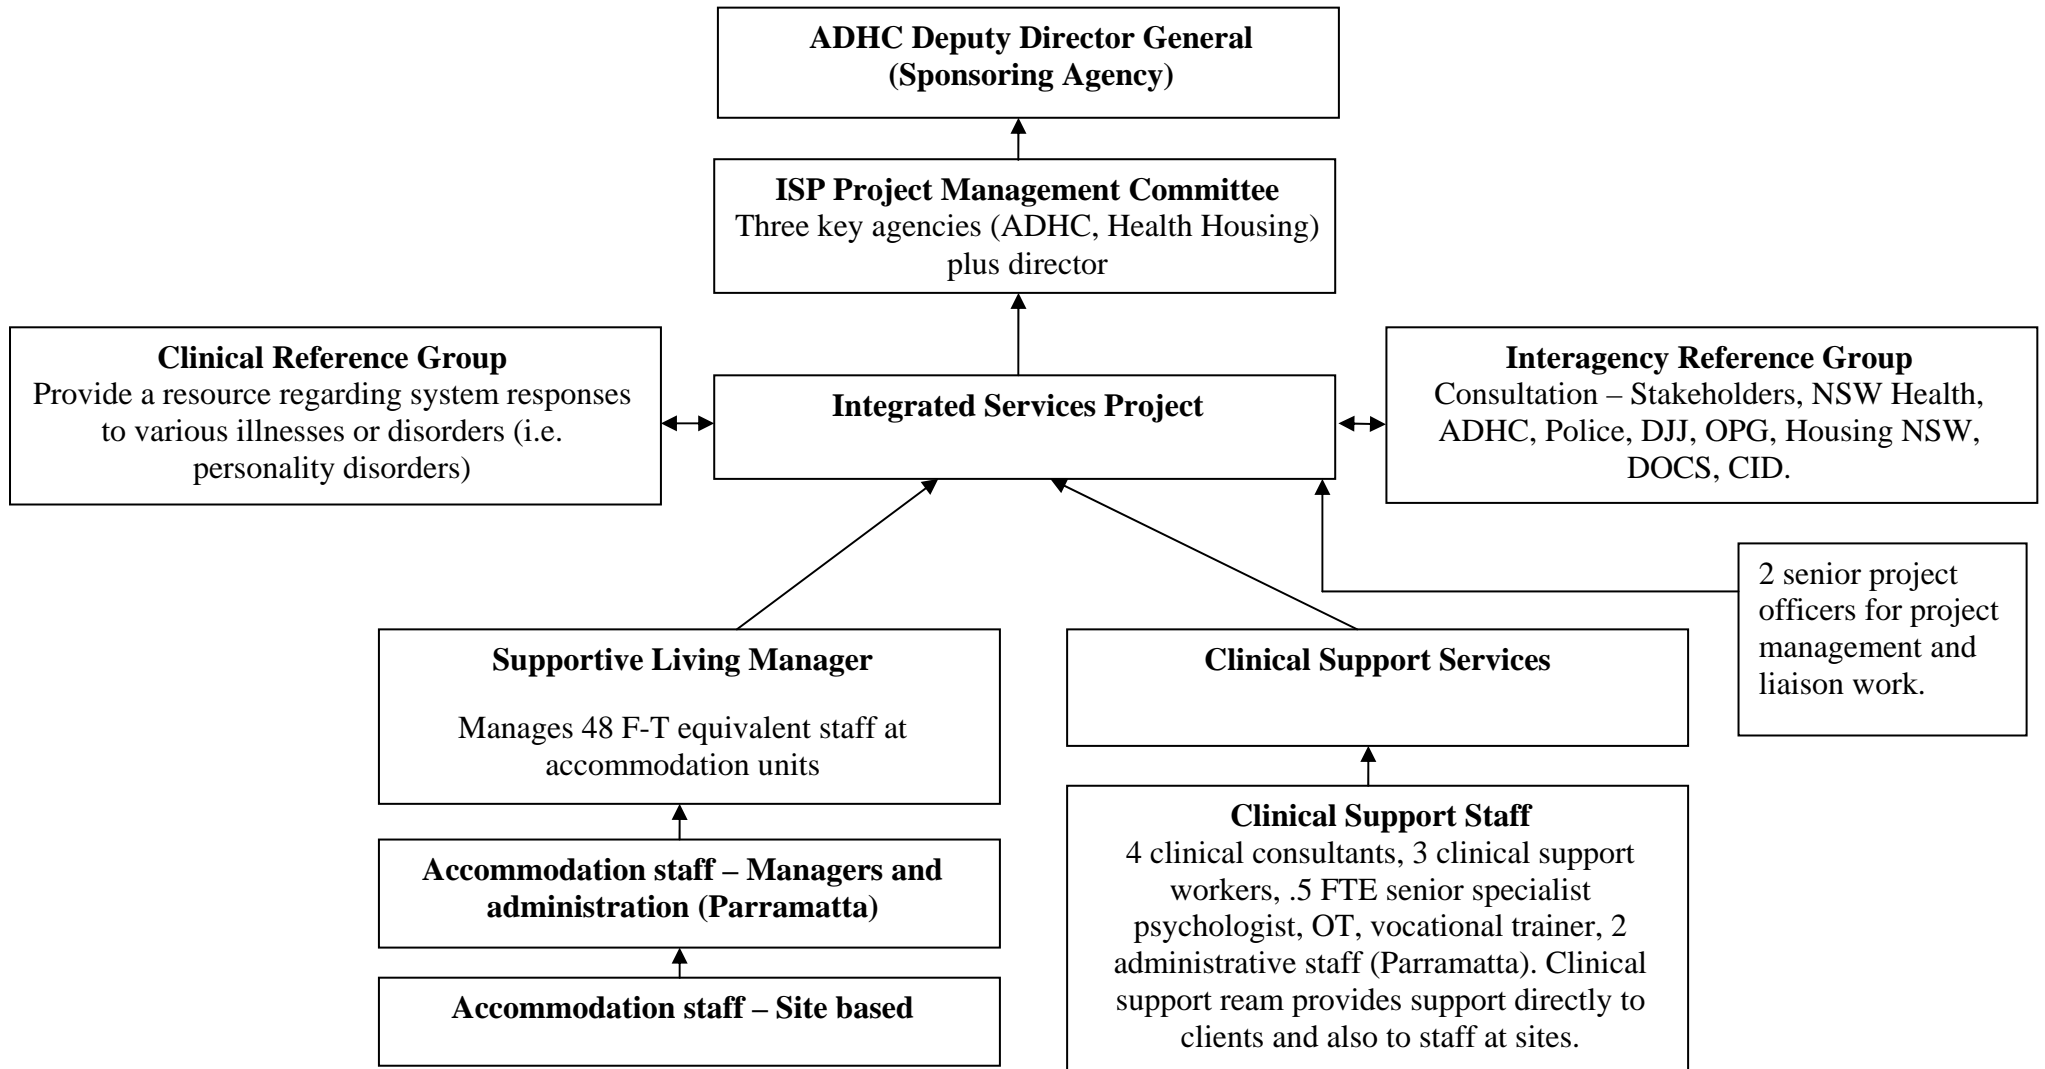 ADHC Deputy Director General
(Sponsoring Agency)
ISP Project Management Committee
Three key agencies (ADHC, Health Housing)
plus director
Clinical Reference Group
Provide a resource regarding system responses
to various illnesses or disorders (i.e.
personality disorders)
Integrated Services Project
Interagency Reference Group
Consultation – Stakeholders, NSW Health,
ADHC, Police, DJJ, OPG, Housing NSW,
DOCS, CID.
2 senior project
officers for project
management and
liaison work.
Supportive Living Manager
Manages 48 F-T equivalent staff at
accommodation units
Clinical Support Services
Accommodation staff – Managers and
administration (Parramatta)
Accommodation staff – Site based
Clinical Support Staff
4 clinical consultants, 3 clinical support
workers, .5 FTE senior specialist
psychologist, OT, vocational trainer, 2
administrative staff (Parramatta). Clinical
support ream provides support directly to
clients and also to staff at sites.